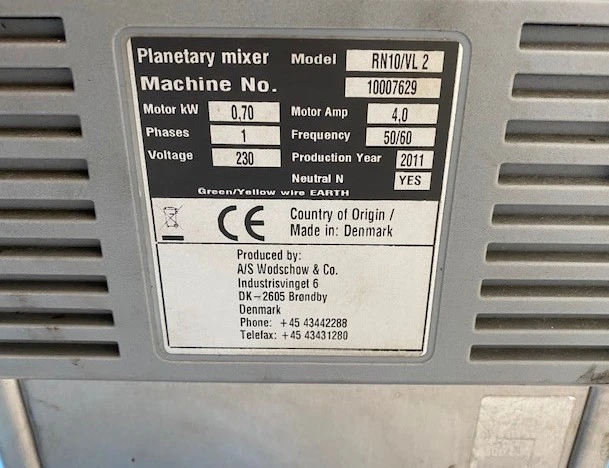 Planetary mixer Model RN10/VL 2
Machine No. 10007629
Motor kW 0,70 Motor Amp 4,0
Phases 1 Frequency 50/60
Voltage 230 Production Year 2011
Neutral N YES
Green/Yellow wire EARTH
CE Country of Origin /
Made in: Denmark
Produced by:
A/S Wodschow & Co.
Industrisvinget 6
DK-2605 Brøndby
Denmark
Phone: +45 43442288
Telefax: +45 43431280